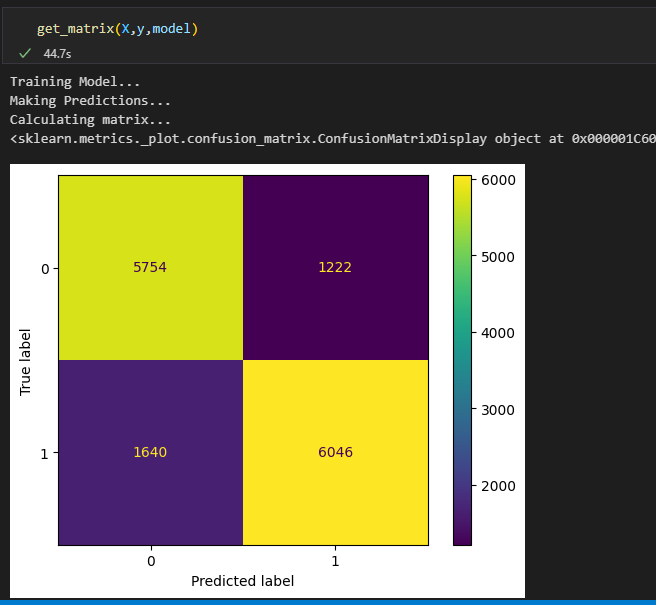 get_matrix(X,y,model)
44.7s
Training Model...
Making Predictions...
Calculating matrix...
<sklearn.metrics._plot.confusion_matrix.ConfusionMatrixDisplay object at 0x000001C60
6000
0
5754
1222
5000
4000
True label
3000
1
1640
6046
2000
0
1
Predicted label